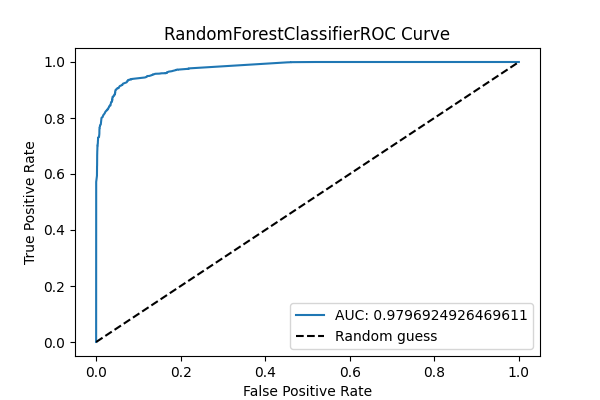 RandomForestClassifierROC Curve
True Positive Rate
1.0
0.8
0.6
0.4
0.2
0.0
AUC: 0.9796924926469611
Random guess
0.0 0.2 0.4 0.6 0.8 1.0
False Positive Rate